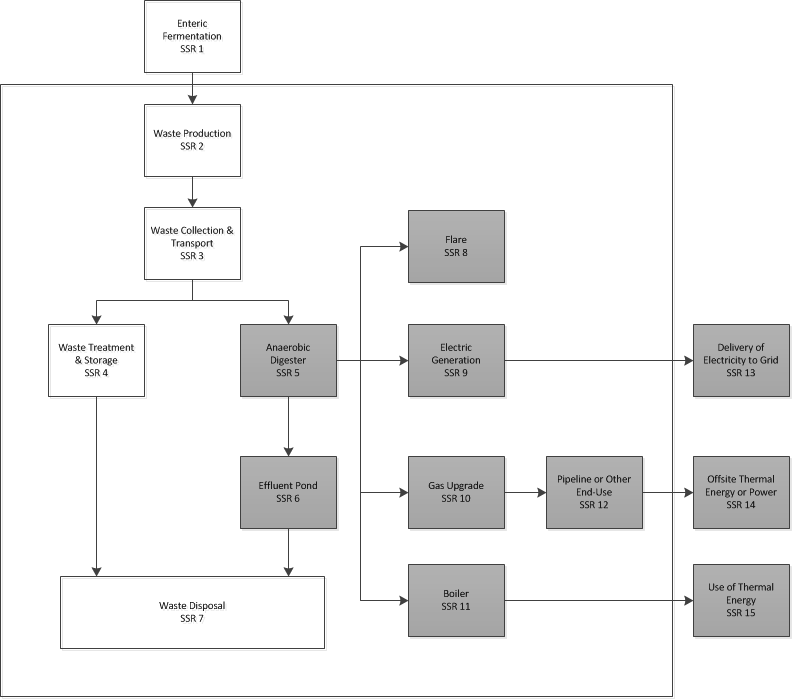 Enteric
Fermentation
SSR 1
Waste Production
SSR 2
Waste Collection &
Transport
SSR 3
Flare
SSR 8
Waste Treatment
& Storage
SSR 4
Anaerobic
Digester
SSR 5
Electric
Generation
SSR 9
Delivery of
Electricity to Grid
SSR 13
Effluent Pond
SSR 6
Gas Upgrade
SSR 10
Pipeline or Other
End-Use
SSR 12
Offsite Thermal
Energy or Power
SSR 14
Waste Disposal
SSR 7
Boiler
SSR 11
Use of Thermal
Energy
SSR 15